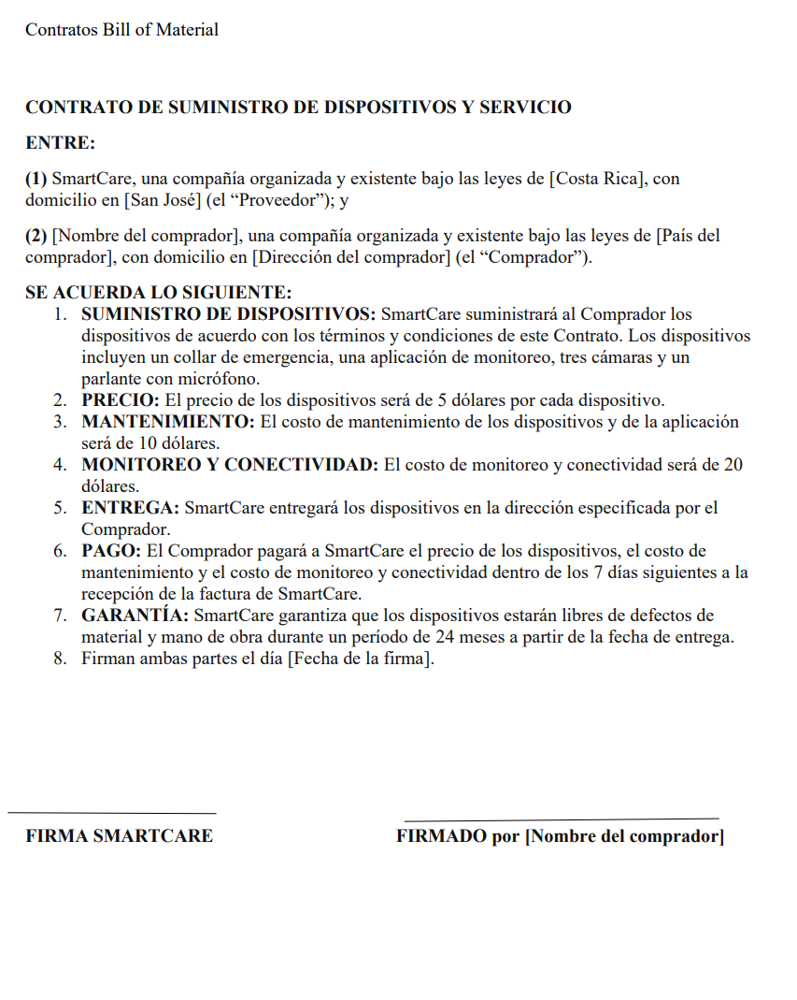 Contratos Bill of Material
CONTRATO DE SUMINISTRO DE DISPOSITIVOS Y SERVICIO
ENTRE:
(1) SmartCare, una compañía organizada y existente bajo las leyes de [Costa Rica], con
domicilio en [San José] (el “Proveedor”); y
(2) [Nombre del comprador], una compañía organizada y existente bajo las leyes de [País del
comprador], con domicilio en [Dirección del comprador] (el “Comprador”).
SE ACUERDA LO SIGUIENTE:
1. SUMINISTRO DE DISPOSITIVOS: SmartCare suministrará al Comprador los
dispositivos de acuerdo con los términos y condiciones de este Contrato. Los dispositivos
incluyen un collar de emergencia, una aplicación de monitoreo, tres cámaras y un
parlante con micrófono.
2. PRECIO: El precio de los dispositivos será de 5 dólares por cada dispositivo.
3. MANTENIMIENTO: El costo de mantenimiento de los dispositivos y de la aplicación
será de 10 dólares.
4. MONITOREO Y CONECTIVIDAD: El costo de monitoreo y conectividad será de 20
dólares.
5. ENTREGA: SmartCare entregará los dispositivos en la dirección especificada por el
Comprador.
6. PAGO: El Comprador pagará a SmartCare el precio de los dispositivos, el costo de
mantenimiento y el costo de monitoreo y conectividad dentro de los 7 días siguientes a la
recepción de la factura de SmartCare.
7. GARANTÍA: SmartCare garantiza que los dispositivos estarán libres de defectos de
material y mano de obra durante un período de 24 meses a partir de la fecha de entrega.
8. Firman ambas partes el día [Fecha de la firma].
FIRMA SMARTCARE FIRMADO por [Nombre del comprador]